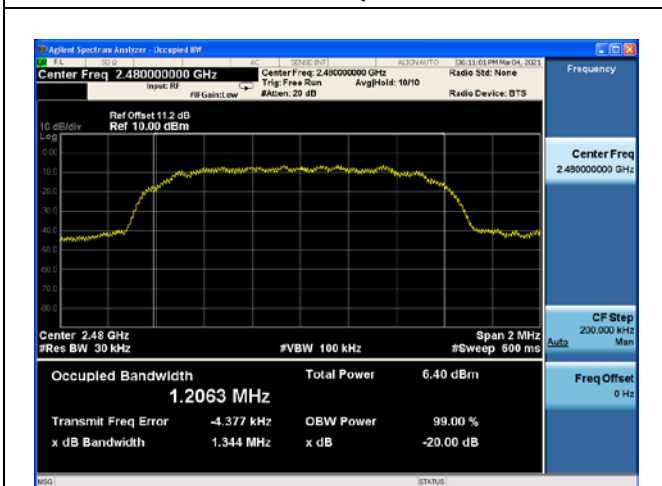 Agilent Spectrum Analyzer - Occupied BW
RL 50 Ω AC SENSE:INT ALIGNAUTO 06:11:01 PM Mar 04, 2021
Center Freq 2.480000000 GHz Center Freq: 2.480000000 GHz Radio Std: None Frequency
Input: RF Trig: Free Run Avg|Hold: 10/10
#IFGain:Low #Atten: 20 dB Radio Device: BTS
Ref Offset 11.2 dB
10 dB/div Ref 10.00 dBm
Log
0.00
-10.0
-20.0
-30.0
-40.0
-50.0
-60.0
-70.0
-80.0
Center Freq
2.480000000 GHz
Center 2.48 GHz Span 2 MHz
#Res BW 30 kHz #VBW 100 kHz #Sweep 600 ms
CF Step
200.000 kHz
Auto Man
Occupied Bandwidth Total Power 6.40 dBm
1.2063 MHz
Transmit Freq Error -4.377 kHz OBW Power 99.00 %
x dB Bandwidth 1.344 MHz x dB -20.00 dB
Freq Offset
0 Hz
MSG STATUS